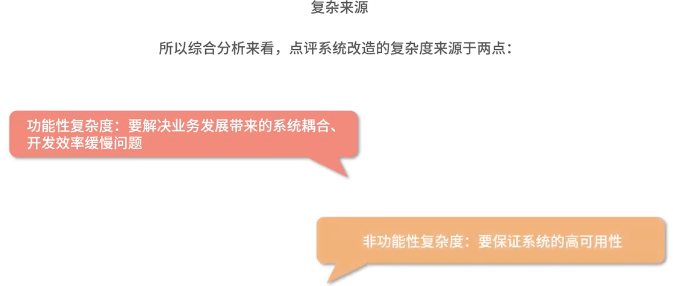 复杂来源
所以综合分析来看，点评系统改造的复杂度来源于两点：
功能性复杂度：要解决业务发展带来的系统耦合、
开发效率缓慢问题
非功能性复杂度：要保证系统的高可用性